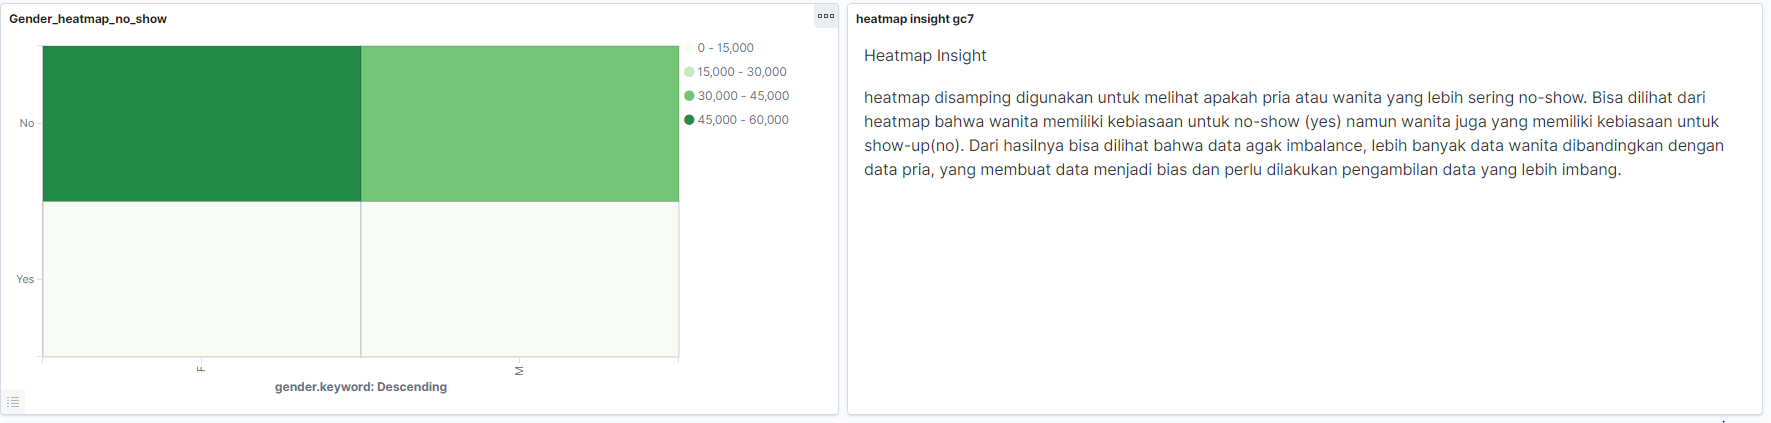 Gender_heatmap_no_show
No
Yes
F
M
gender.keyword: Descending
0 - 15,000
15,000 - 30,000
30,000 - 45,000
45,000 - 60,000
heatmap insight gc7
Heatmap Insight
heatmap disamping digunakan untuk melihat apakah pria atau wanita yang lebih sering no-show. Bisa dilihat dari
heatmap bahwa wanita memiliki kebiasaan untuk no-show (yes) namun wanita juga yang memiliki kebiasaan untuk
show-up(no). Dari hasilnya bisa dilihat bahwa data agak imbalance, lebih banyak data wanita dibandingkan dengan
data pria, yang membuat data menjadi bias dan perlu dilakukan pengambilan data yang lebih imbang.